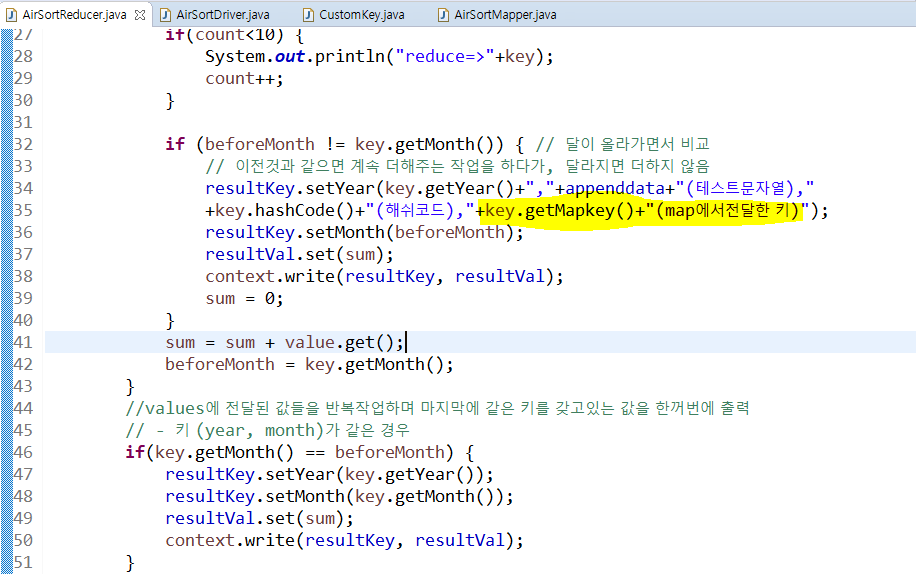 AirSortReducer.java AirSortDriver.java CustomKey.java AirSortMapper.java
27 if(count<10) {
28 System.out.println("reduce=>"+key);
29 count++;
30 }
31
32 if (beforeMonth != key.getMonth()) { // 달이 올라가면서 비교
33 // 이전것과 같으면 계속 더해주는 작업을 하다가, 달라지면 더하지 않음
34 resultKey.setYear(key.getYear()+","+appenddata+"(테스트문자열),"
35 +key.hashCode()+"(해쉬코드),"+key.getMapkey()+"(map에서전달한 키)");
36 resultKey.setMonth(beforeMonth);
37 resultVal.set(sum);
38 context.write(resultKey, resultVal);
39 sum = 0;
40 }
41 sum = sum + value.get();
42 beforeMonth = key.getMonth();
43 }
44 //values에 전달된 값들을 반복작업하며 마지막에 같은 키를 갖고있는 값을 한꺼번에 출력
45 // - 키 (year, month)가 같은 경우
46 if(key.getMonth() == beforeMonth) {
47 resultKey.setYear(key.getYear());
48 resultKey.setMonth(key.getMonth());
49 resultVal.set(sum);
50 context.write(resultKey, resultVal);
51 }